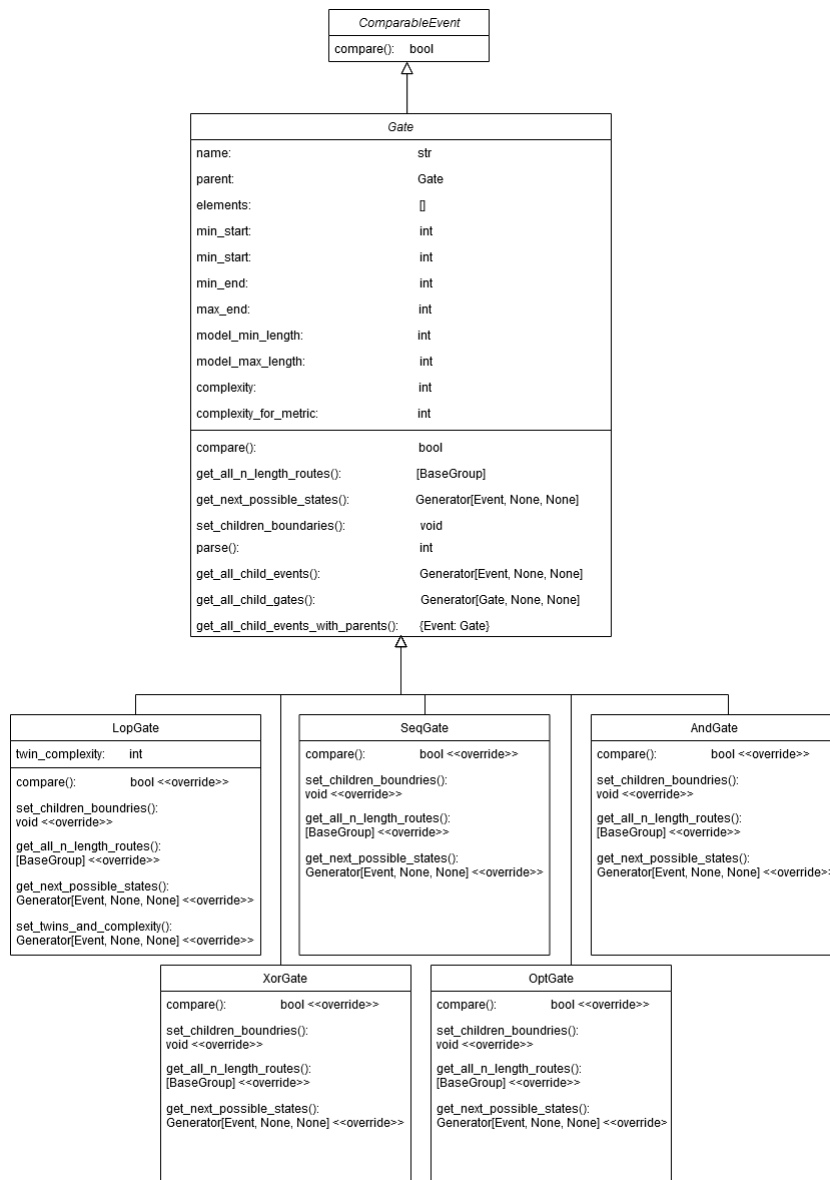 ComparableEvent
compare(): bool
Gate
name: str
parent: Gate
elements: []
min_start: int
min_start: int
min_end: int
max_end: int
model_min_length: int
model_max_length: int
complexity: int
complexity_for_metric: int
compare(): bool
get_all_n_length_routes(): [BaseGroup]
get_next_possible_states(): Generator[Event, None, None]
set_children_boundaries(): void
parse(): int
get_all_child_events(): Generator[Event, None, None]
get_all_child_gates(): Generator[Gate, None, None]
get_all_child_events_with_parents(): {Event: Gate}
LopGate
twin_complexity: int
compare(): bool <<override>>
set_children_boundries():
void <<override>>
get_all_n_length_routes():
[BaseGroup] <<override>>
get_next_possible_states():
Generator[Event, None, None] <<override>>
set_twins_and_complexity():
Generator[Event, None, None] <<override>>
SeqGate
compare(): bool <<override>>
set_children_boundries():
void <<override>>
get_all_n_length_routes():
[BaseGroup] <<override>>
get_next_possible_states():
Generator[Event, None, None] <<override>>
AndGate
compare(): bool <<override>>
set_children_boundries():
void <<override>>
get_all_n_length_routes():
[BaseGroup] <<override>>
get_next_possible_states():
Generator[Event, None, None] <<override>>
XorGate
compare(): bool <<override>>
set_children_boundries():
void <<override>>
get_all_n_length_routes():
[BaseGroup] <<override>>
get_next_possible_states():
Generator[Event, None, None] <<override>>
OptGate
compare(): bool <<override>>
set_children_boundries():
void <<override>>
get_all_n_length_routes():
[BaseGroup] <<override>>
get_next_possible_states():
Generator[Event, None, None] <<override>